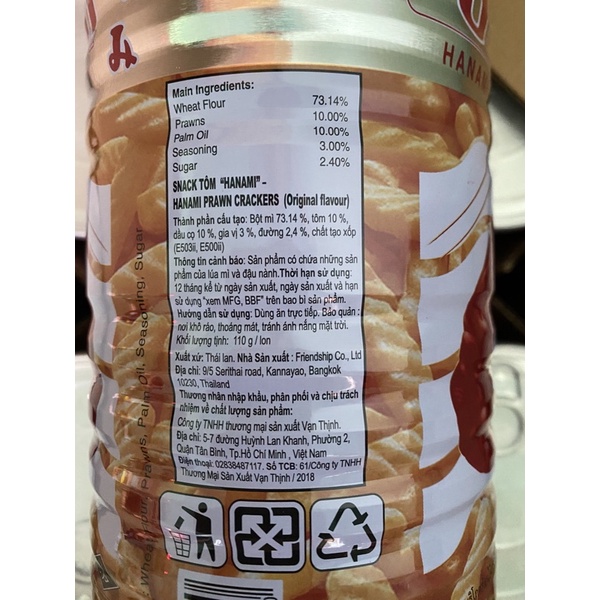 HANAM
Main Ingredients:
Wheat Flour 73.14%
Prawns 10.00%
Palm Oil 10.00%
Seasoning 3.00%
Sugar 2.40%
SNACK TÔM "HANAMI" –
HANAMI PRAWN CRACKERS (Original flavour)
Thành phần cấu tạo: Bột mì 73.14 %, tôm 10 %,
dầu cọ 10 %, gia vị 3 %, đường 2,4 %, chất tạo xốp
(E503ii, E500ii)
Thông tin cảnh báo: Sản phẩm có chứa những sản
phẩm của lúa mì và đậu nành.Thời hạn sử dụng:
12 tháng kể từ ngày sản xuất, ngày sản xuất và hạn
sử dụng "xem MFG, BBF" trên bao bì sản phẩm.
Hướng dẫn sử dụng: Dùng ăn trực tiếp. Bảo quản :
nơi khô ráo, thoáng mát, tránh ánh nắng mặt trời.
Khối lượng tịnh: 110 g / lon
Xuất xứ: Thái lan. Nhà Sản xuất : Friendship Co., Ltd
Địa chỉ: 9/5 Serithai road, Kannayao, Bangkok
10230, Thailand
Thương nhân nhập khẩu, phân phối và chịu trách
nhiệm về chất lượng sản phẩm:
Công ty TNHH thương mại sản xuất Vạn Thịnh.
Địa chỉ: 5-7 đường Huỳnh Lan Khanh, Phường 2,
Quận Tân Bình, Tp.Hồ Chí Minh , Việt Nam
Điện thoại: 02838487117. Số TCB: 61/Công ty TNHH
Thương Mại Sản Xuất Vạn Thịnh / 2018
Wheat Flour, Prawns, Palm Oil, Seasoning, Sugar